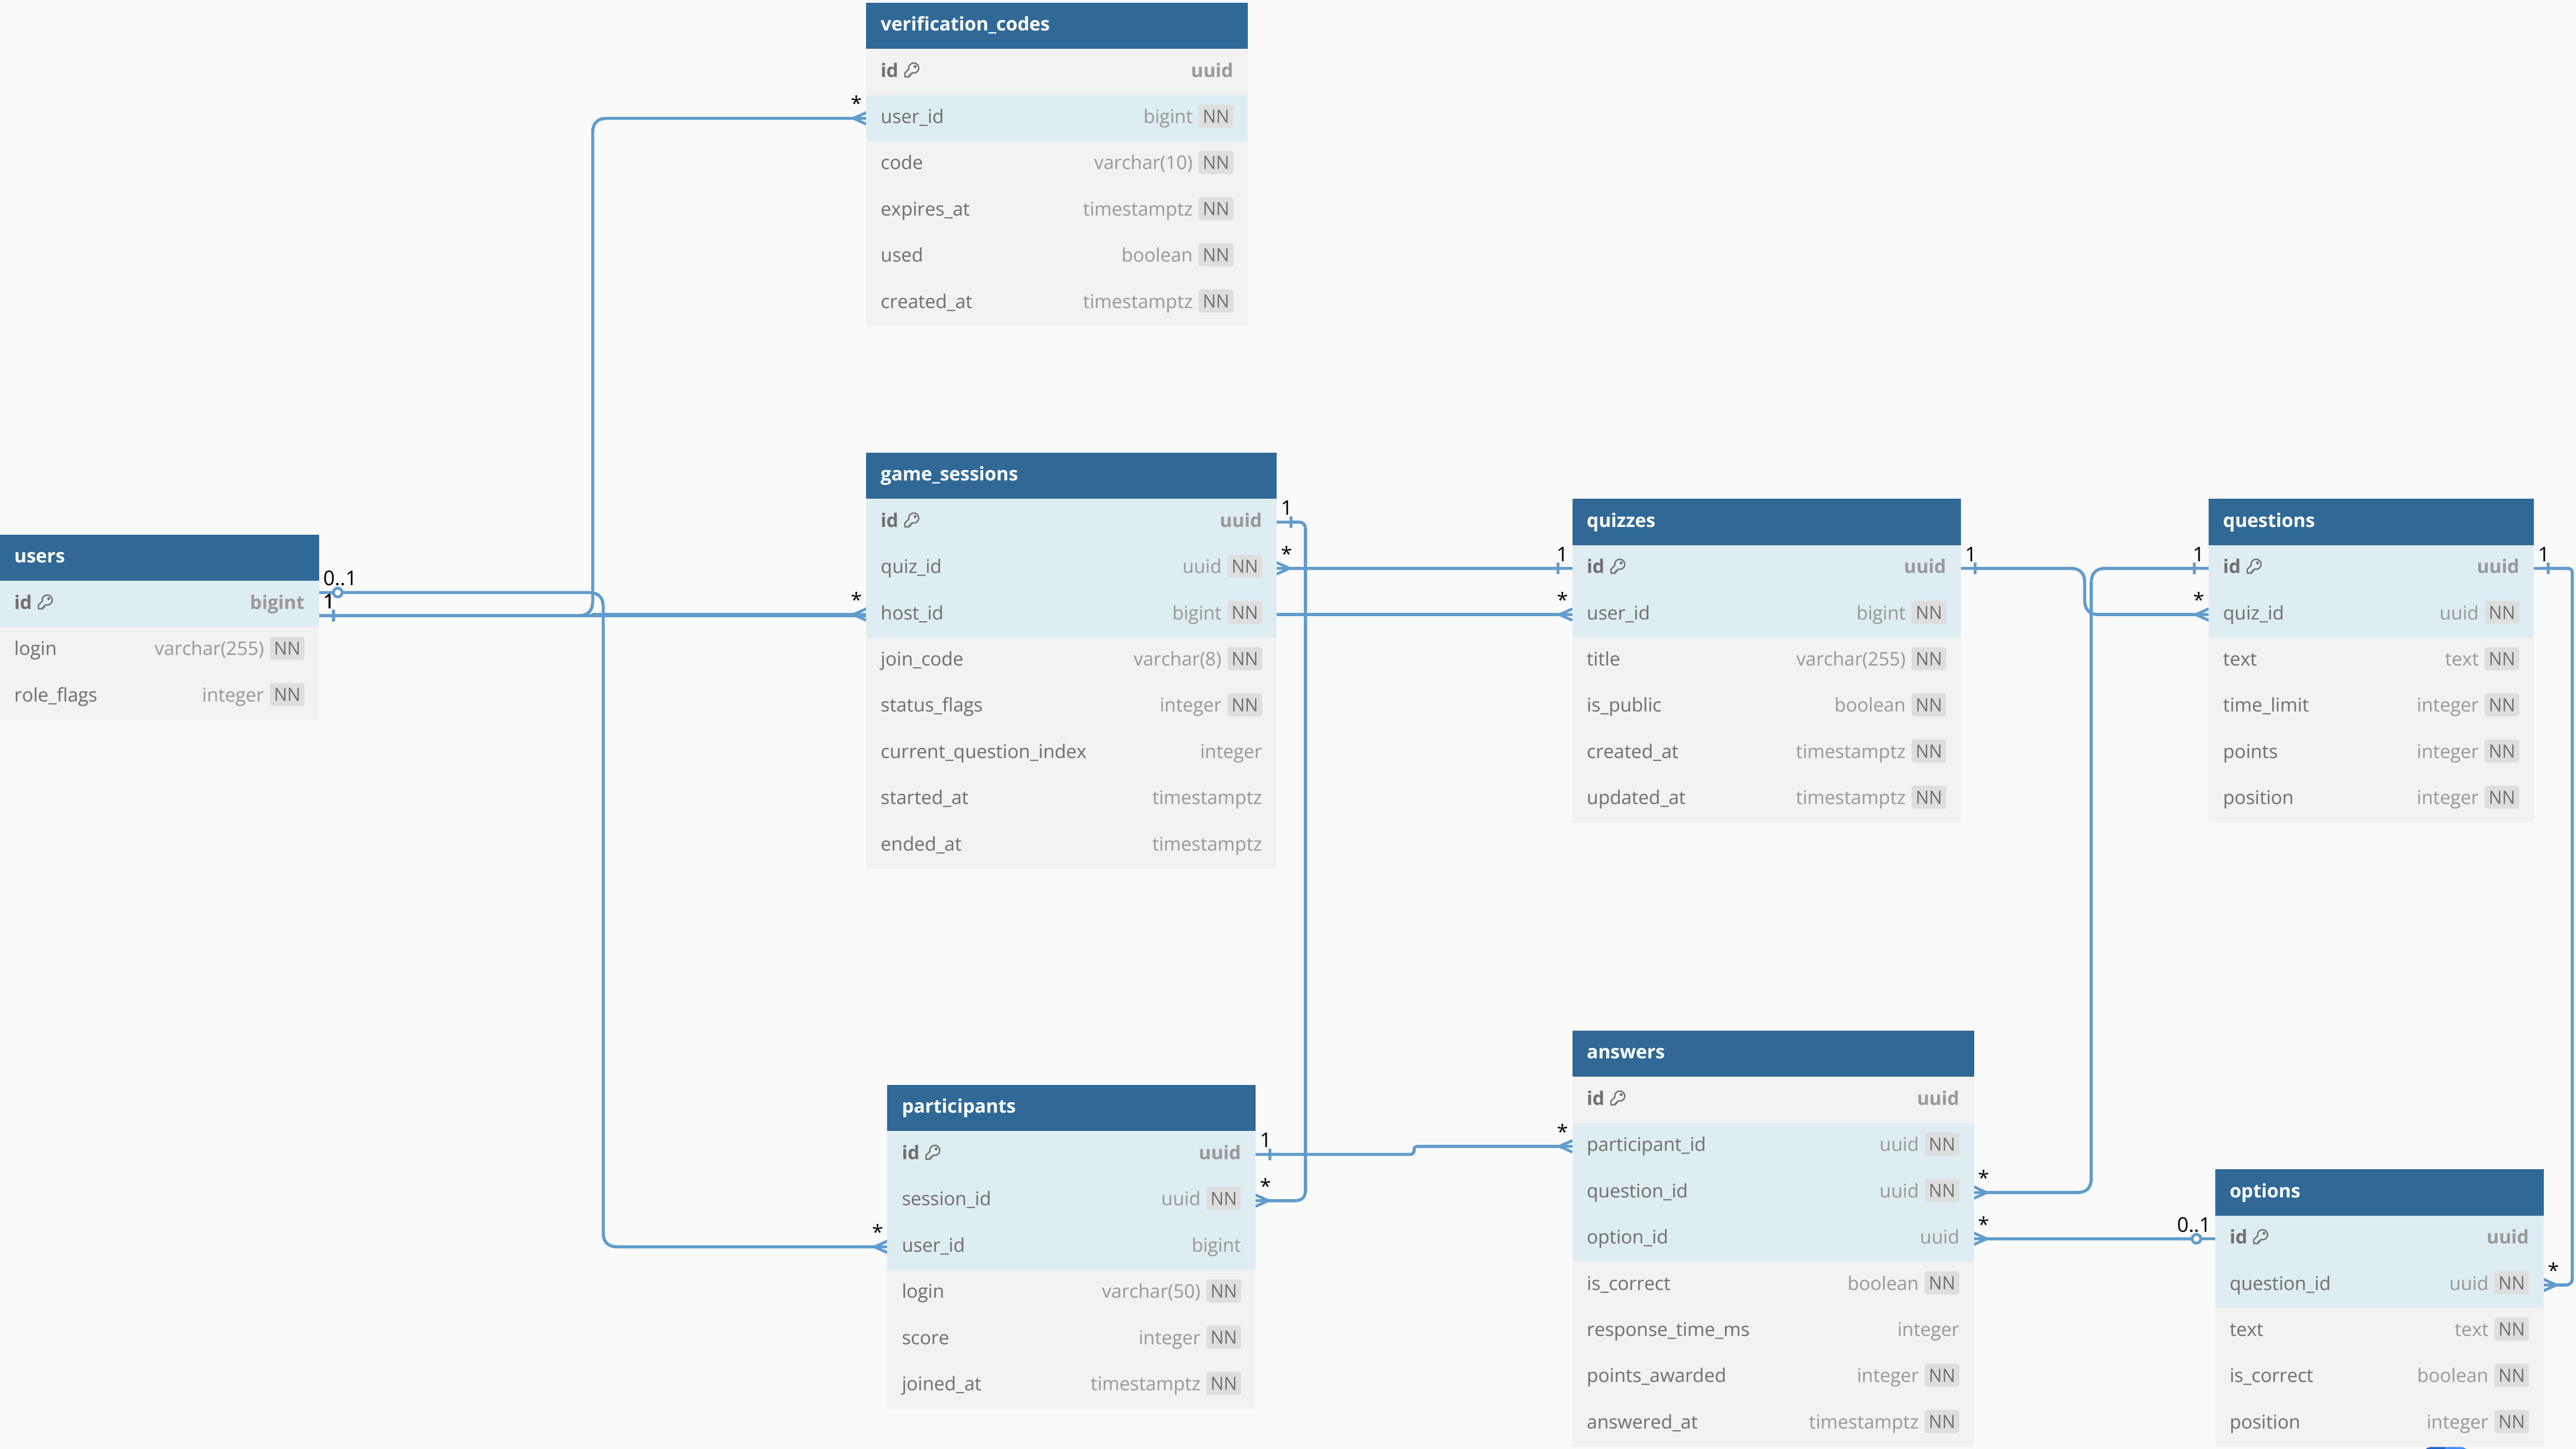 verification_codes
id uuid
* user_id bigint NN
code varchar(10) NN
expires_at timestamptz NN
used boolean NN
created_at timestamptz NN
users
0..1
id bigint 1
login varchar(255) NN
role_flags integer NN
game_sessions
id uuid 1
quiz_id uuid NN *
* host_id bigint NN
join_code varchar(8) NN
status_flags integer NN
current_question_index integer
started_at timestamptz
ended_at timestamptz
quizzes
1 id uuid 1
* user_id bigint NN
title varchar(255) NN
is_public boolean NN
created_at timestamptz NN
updated_at timestamptz NN
questions
1 id uuid 1
* quiz_id uuid NN
text text NN
time_limit integer NN
points integer NN
position integer NN
participants
id uuid 1
session_id uuid NN *
* user_id bigint
login varchar(50) NN
score integer NN
joined_at timestamptz NN
answers
id uuid
* participant_id uuid NN
question_id uuid NN *
option_id uuid *
is_correct boolean NN
response_time_ms integer
points_awarded integer NN
answered_at timestamptz NN
options
0..1 id uuid
question_id uuid NN *
text text NN
is_correct boolean NN
position integer NN